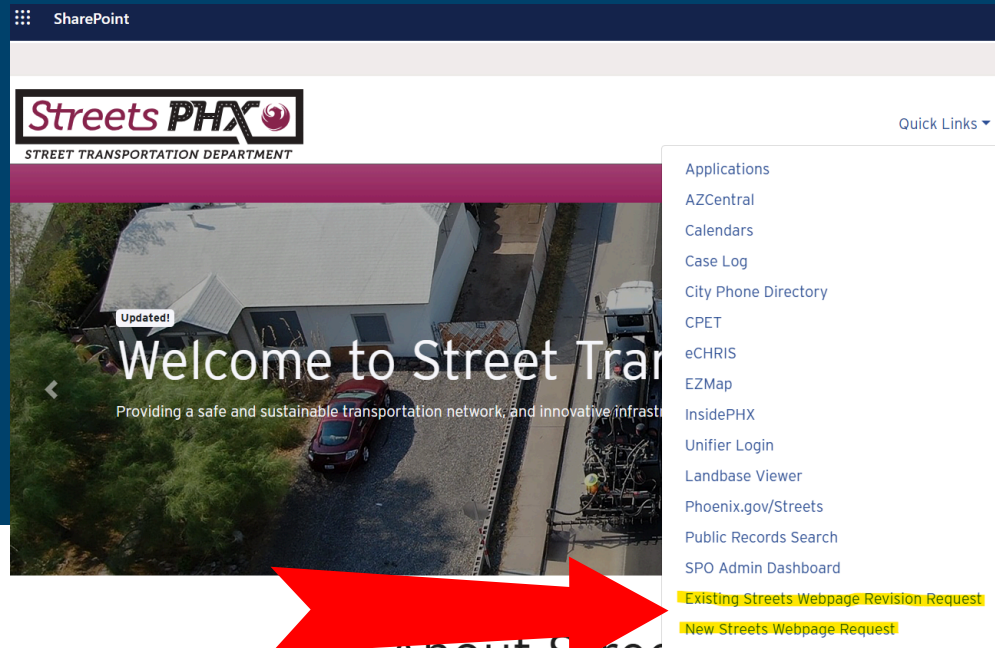 SharePoint
Streets PHX
STREET TRANSPORTATION DEPARTMENT
Quick Links
Applications
AZCentral
Calendars
Case Log
City Phone Directory
CPET
eCHRIS
EZMap
InsidePHX
Unifier Login
Landbase Viewer
Phoenix.gov/Streets
Public Records Search
SPO Admin Dashboard
Existing Streets Webpage Revision Request
New Streets Webpage Request
Updated!
Welcome to Street
Providing a safe and sustainable transportation network, and innovative